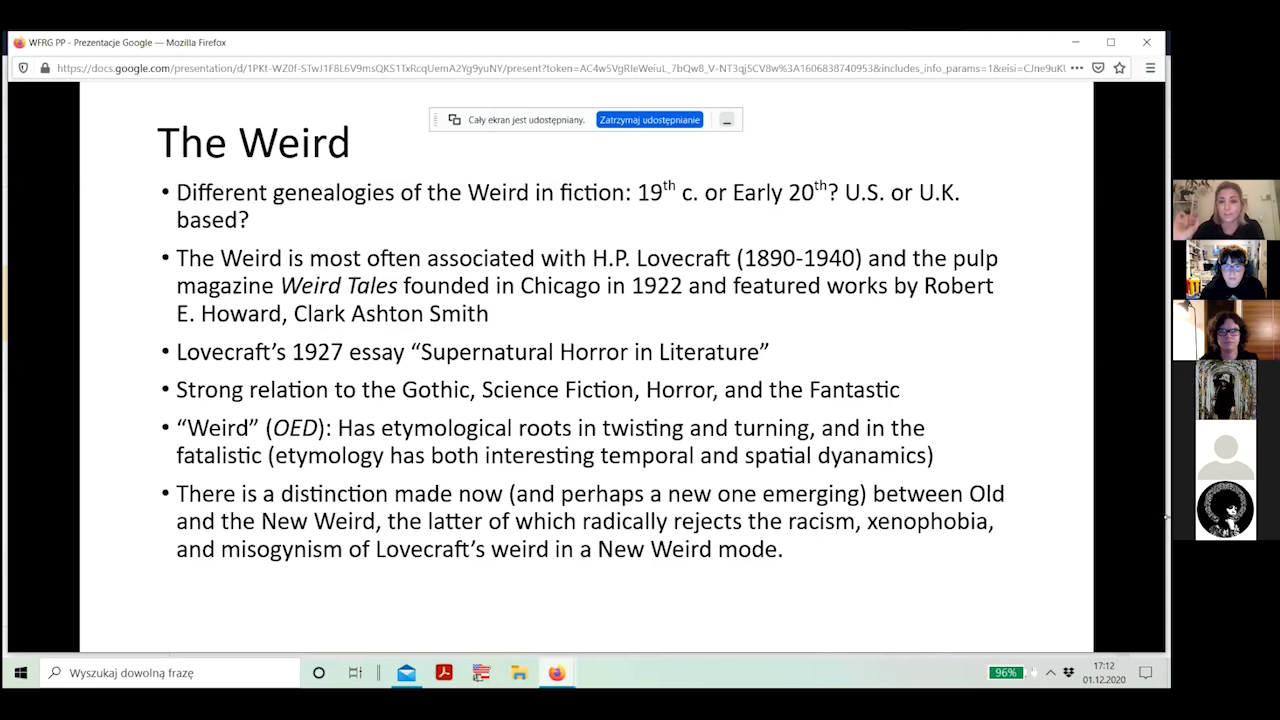 WFRG PP - Prezentacje Google — Mozilla Firefox
Cały ekran jest udostępniany. Zatrzymaj udostępnianie
The Weird
• Different genealogies of the Weird in fiction: 19th c. or Early 20th? U.S. or U.K.
based?
• The Weird is most often associated with H.P. Lovecraft (1890-1940) and the pulp
magazine Weird Tales founded in Chicago in 1922 and featured works by Robert
E. Howard, Clark Ashton Smith
• Lovecraft’s 1927 essay “Supernatural Horror in Literature”
• Strong relation to the Gothic, Science Fiction, Horror, and the Fantastic
• “Weird” (OED): Has etymological roots in twisting and turning, and in the
fatalistic (etymology has both interesting temporal and spatial dyanamics)
• There is a distinction made now (and perhaps a new one emerging) between Old
and the New Weird, the latter of which radically rejects the racism, xenophobia,
and misogynism of Lovecraft’s weird in a New Weird mode.
Wyszukaj dowolną frazę
96%
17:12
01.12.2020